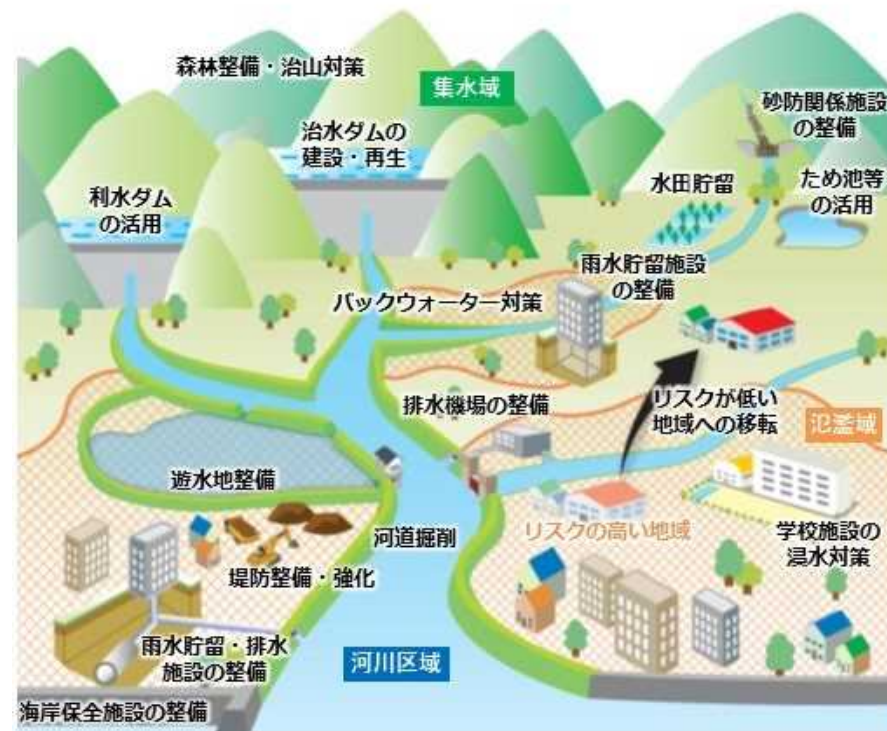 森林整備・治山対策
集水域
砂防関係施設
の整備
治水ダムの
建設・再生
水田貯留
ため池等
の活用
利水ダム
の活用
雨水貯留施設
の整備
バックウォーター対策
排水機場の整備
リスクが低い
地域への移転
氾濫域
遊水地整備
リスクの高い地域
学校施設の
浸水対策
河道掘削
堤防整備・強化
雨水貯留・排水
施設の整備
河川区域
海岸保全施設の整備